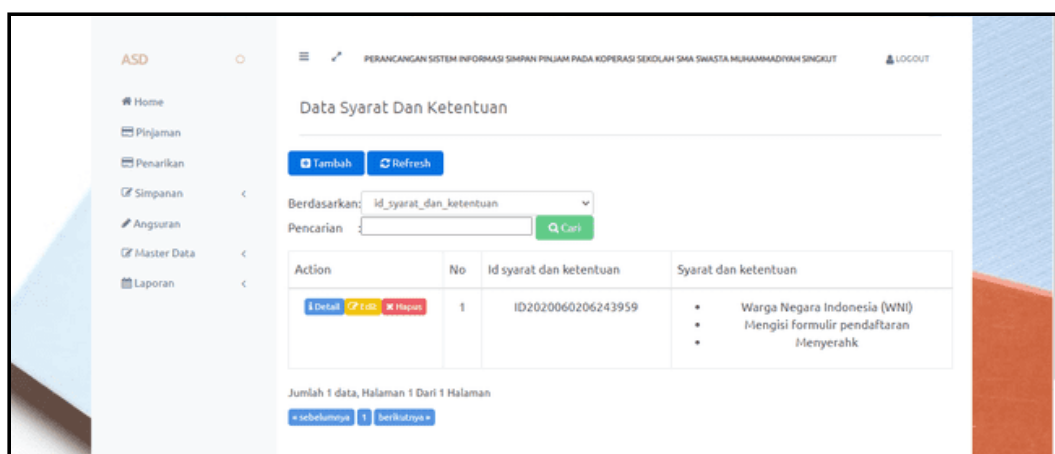 ASD
PERANCANGAN SISTEM INFORMASI SIMPAN PINJAM PADA KOPERASI SEKOLAH SMA SWASTA MUHAMMADIYAH SINGKUT
LOGOUT
Home
Pinjaman
Penarikan
Simpanan
Angsuran
Master Data
Laporan
Data Syarat Dan Ketentuan
Tambah
Refresh
Berdasarkan: id_syarat_dan_ketentuan
Pencarian :
Cari
Action No Id syarat dan ketentuan Syarat dan ketentuan
Detail Edit Hapus 1 ID2020060206243959
• Warga Negara Indonesia (WNI)
• Mengisi formulir pendaftaran
• Menyerahk
Jumlah 1 data, Halaman 1 Dari 1 Halaman
« sebelumnya 1 berikutnya »